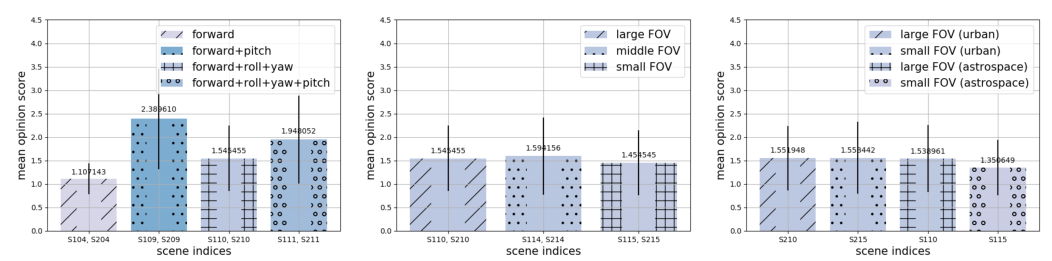 mean opinion score
4.5
4.0
3.5
3.0
2.5
2.0
1.5
1.0
0.5
0.0
forward
forward+pitch
forward+roll+yaw
forward+roll+yaw+pitch
1.107143
2.389610
1.545455
1.948052
S104, S204
S109, S209
S110, S210
S111, S211
scene indices
mean opinion score
4.5
4.0
3.5
3.0
2.5
2.0
1.5
1.0
0.5
0.0
large FOV
middle FOV
small FOV
1.545455
1.594156
1.454545
S110, S210
S114, S214
S115, S215
scene indices
mean opinion score
4.5
4.0
3.5
3.0
2.5
2.0
1.5
1.0
0.5
0.0
large FOV (urban)
small FOV (urban)
large FOV (astrospace)
small FOV (astrospace)
1.551948
1.558442
1.538961
1.350649
S210
S215
S110
S115
scene indices